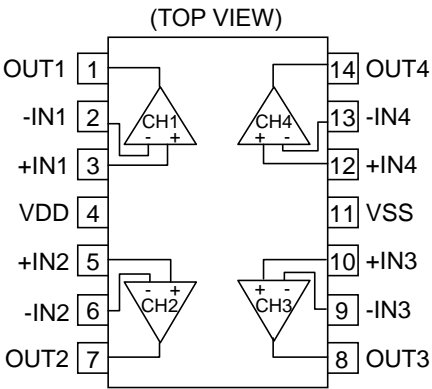 (TOP VIEW)
OUT1 1 14 OUT4
CH1 CH4
-IN1 2 - + + - 13 -IN4
+IN1 3 12 +IN4
VDD 4 11 VSS
+IN2 5 10 +IN3
- + + -
CH2 CH3
-IN2 6 9 -IN3
OUT2 7 8 OUT3